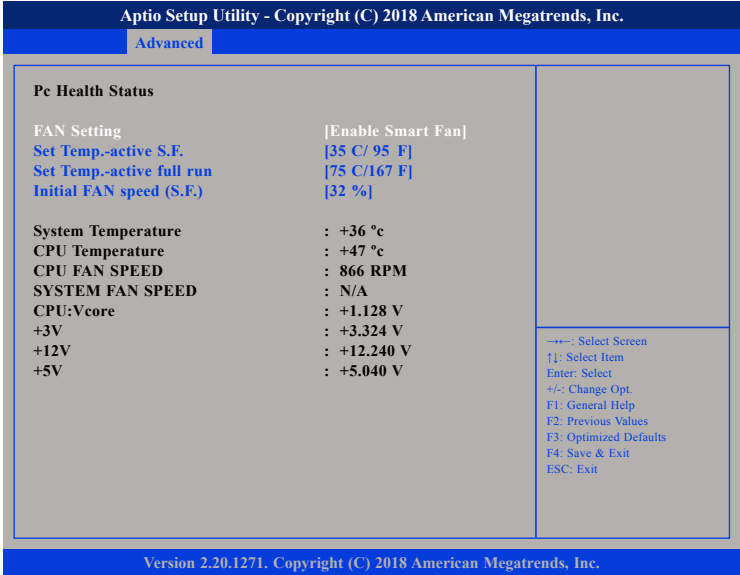 Aptio Setup Utility - Copyright (C) 2018 American Megatrends, Inc.
Advanced
Pc Health Status
FAN Setting [Enable Smart Fan]
Set Temp.-active S.F. [35 C/ 95 F]
Set Temp.-active full run [75 C/167 F]
Initial FAN speed (S.F.) [32 %]
System Temperature : +36 °c
CPU Temperature : +47 °c
CPU FAN SPEED : 866 RPM
SYSTEM FAN SPEED : N/A
CPU:Vcore : +1.128 V
+3V : +3.324 V
+12V : +12.240 V
+5V : +5.040 V
→←: Select Screen
↑↓: Select Item
Enter: Select
+/-: Change Opt.
F1: General Help
F2: Previous Values
F3: Optimized Defaults
F4: Save & Exit
ESC: Exit
Version 2.20.1271. Copyright (C) 2018 American Megatrends, Inc.